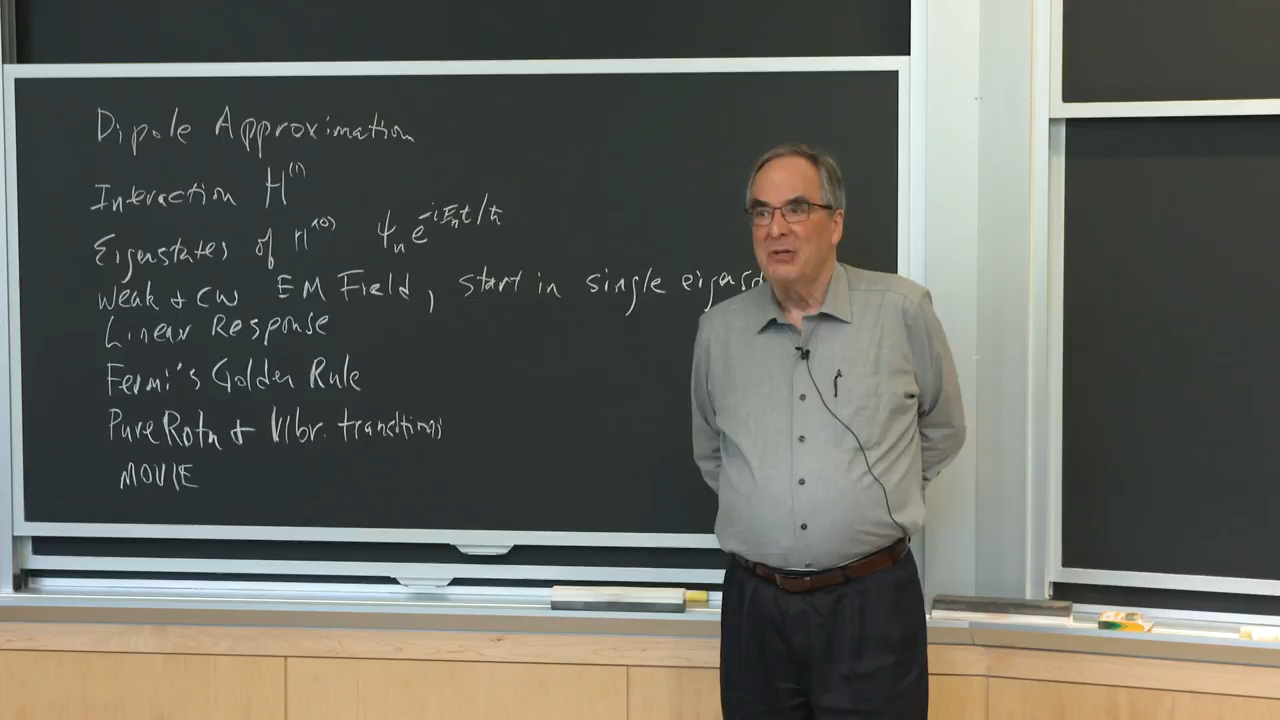 Dipole Approximation
Interaction H⁽¹⁾
Eigenstates of H⁽⁰⁾ ψₙ e^(-iEₙt/ħ)
Weak + CW EM Field, start in single eigenst
Linear Response
Fermi's Golden Rule
Pure Rotn + Vibr. transitions
MOVIE